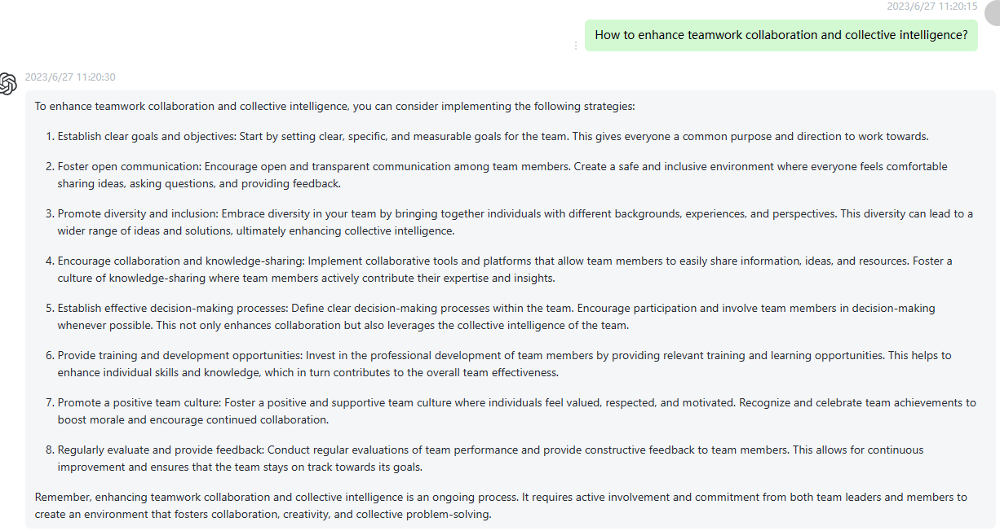 2023/6/27 11:20:15
How to enhance teamwork collaboration and collective intelligence?
2023/6/27 11:20:30
To enhance teamwork collaboration and collective intelligence, you can consider implementing the following strategies:
1. Establish clear goals and objectives: Start by setting clear, specific, and measurable goals for the team. This gives everyone a common purpose and direction to work towards.
2. Foster open communication: Encourage open and transparent communication among team members. Create a safe and inclusive environment where everyone feels comfortable
sharing ideas, asking questions, and providing feedback.
3. Promote diversity and inclusion: Embrace diversity in your team by bringing together individuals with different backgrounds, experiences, and perspectives. This diversity can lead to a
wider range of ideas and solutions, ultimately enhancing collective intelligence.
4. Encourage collaboration and knowledge-sharing: Implement collaborative tools and platforms that allow team members to easily share information, ideas, and resources. Foster a
culture of knowledge-sharing where team members actively contribute their expertise and insights.
5. Establish effective decision-making processes: Define clear decision-making processes within the team. Encourage participation and involve team members in decision-making
whenever possible. This not only enhances collaboration but also leverages the collective intelligence of the team.
6. Provide training and development opportunities: Invest in the professional development of team members by providing relevant training and learning opportunities. This helps to
enhance individual skills and knowledge, which in turn contributes to the overall team effectiveness.
7. Promote a positive team culture: Foster a positive and supportive team culture where individuals feel valued, respected, and motivated. Recognize and celebrate team achievements to
boost morale and encourage continued collaboration.
8. Regularly evaluate and provide feedback: Conduct regular evaluations of team performance and provide constructive feedback to team members. This allows for continuous
improvement and ensures that the team stays on track towards its goals.
Remember, enhancing teamwork collaboration and collective intelligence is an ongoing process. It requires active involvement and commitment from both team leaders and members to
create an environment that fosters collaboration, creativity, and collective problem-solving.